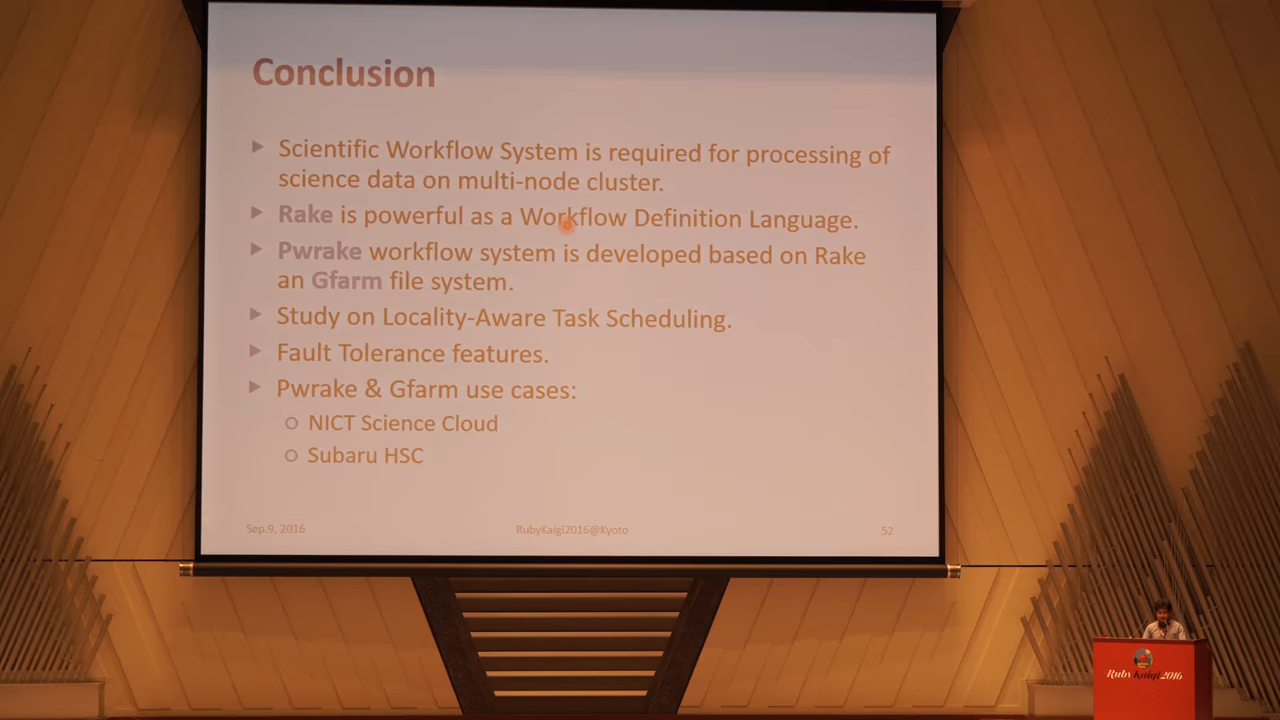 Conclusion
Scientific Workflow System is required for processing of
science data on multi-node cluster.
Rake is powerful as a Workflow Definition Language.
Pwrake workflow system is developed based on Rake
an Gfarm file system.
Study on Locality-Aware Task Scheduling.
Fault Tolerance features.
Pwrake & Gfarm use cases:
NICT Science Cloud
Subaru HSC
Sep.9, 2016
RubyKaigi2016@Kyoto
52
RubyKaigi2016